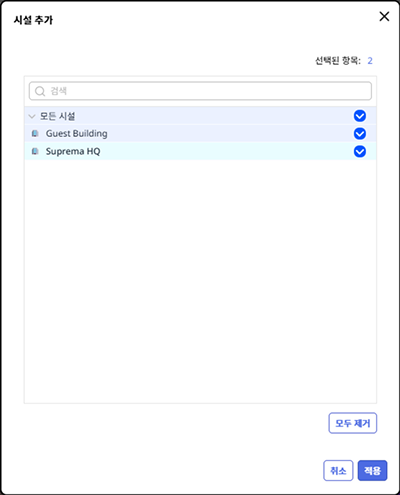 시설 추가
선택된 항목: 2
검색
모든 시설
Guest Building
Suprema HQ
모두 제거
취소 적용